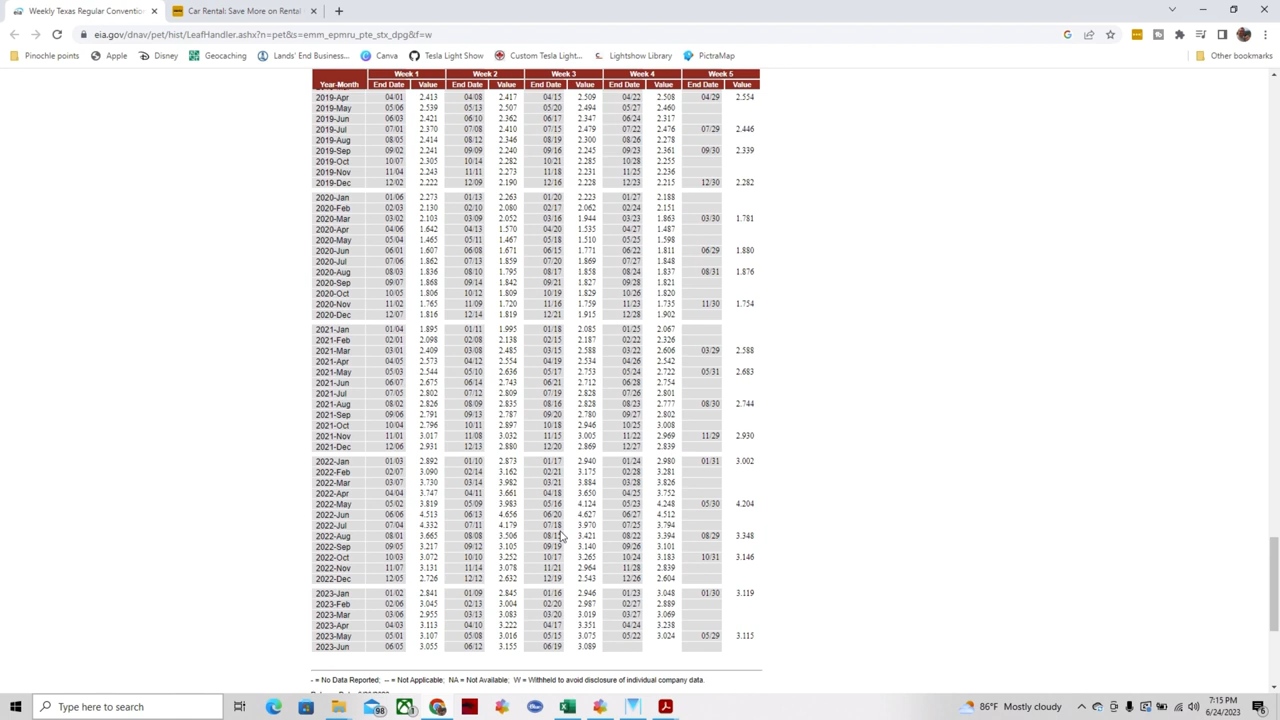 Weekly Texas Regular Convention
Car Rental: Save More on Rental
eia.gov/dnav/pet/hist/LeafHandler.ashx?n=pet&s=emm_epmru_pte_stx_dpg&f=w
Pinochle points Apple Disney Geocaching Lands' End Business... Canva Tesla Light Show Custom Tesla Light... Lightshow Library PictraMap Other bookmarks
Week 1 Week 2 Week 3 Week 4 Week 5
Year-Month End Date Value End Date Value End Date Value End Date Value End Date Value
2019-Apr 04/01 2.413 04/08 2.417 04/15 2.509 04/22 2.508 04/29 2.554
2019-May 05/06 2.539 05/13 2.507 05/20 2.494 05/27 2.460
2019-Jun 06/03 2.421 06/10 2.362 06/17 2.347 06/24 2.317
2019-Jul 07/01 2.370 07/08 2.410 07/15 2.479 07/22 2.476 07/29 2.446
2019-Aug 08/05 2.414 08/12 2.346 08/19 2.300 08/26 2.278
2019-Sep 09/02 2.241 09/09 2.240 09/16 2.245 09/23 2.361 09/30 2.339
2019-Oct 10/07 2.305 10/14 2.282 10/21 2.285 10/28 2.255
2019-Nov 11/04 2.243 11/11 2.273 11/18 2.231 11/25 2.236
2019-Dec 12/02 2.222 12/09 2.190 12/16 2.228 12/23 2.215 12/30 2.282
2020-Jan 01/06 2.273 01/13 2.263 01/20 2.223 01/27 2.188
2020-Feb 02/03 2.130 02/10 2.080 02/17 2.062 02/24 2.151
2020-Mar 03/02 2.103 03/09 2.052 03/16 1.944 03/23 1.863 03/30 1.781
2020-Apr 04/06 1.642 04/13 1.570 04/20 1.535 04/27 1.487
2020-May 05/04 1.465 05/11 1.467 05/18 1.510 05/25 1.598
2020-Jun 06/01 1.607 06/08 1.671 06/15 1.771 06/22 1.811 06/29 1.880
2020-Jul 07/06 1.862 07/13 1.859 07/20 1.869 07/27 1.848
2020-Aug 08/03 1.836 08/10 1.795 08/17 1.858 08/24 1.837 08/31 1.876
2020-Sep 09/07 1.868 09/14 1.842 09/21 1.827 09/28 1.821
2020-Oct 10/05 1.806 10/12 1.809 10/19 1.829 10/26 1.820
2020-Nov 11/02 1.765 11/09 1.720 11/16 1.759 11/23 1.735 11/30 1.754
2020-Dec 12/07 1.816 12/14 1.819 12/21 1.915 12/28 1.902
2021-Jan 01/04 1.895 01/11 1.995 01/18 2.085 01/25 2.067
2021-Feb 02/01 2.098 02/08 2.138 02/15 2.187 02/22 2.326
2021-Mar 03/01 2.409 03/08 2.485 03/15 2.588 03/22 2.606 03/29 2.588
2021-Apr 04/05 2.573 04/12 2.554 04/19 2.534 04/26 2.542
2021-May 05/03 2.544 05/10 2.636 05/17 2.753 05/24 2.722 05/31 2.683
2021-Jun 06/07 2.675 06/14 2.743 06/21 2.712 06/28 2.754
2021-Jul 07/05 2.802 07/12 2.809 07/19 2.828 07/26 2.801
2021-Aug 08/02 2.826 08/09 2.835 08/16 2.828 08/23 2.777 08/30 2.744
2021-Sep 09/06 2.791 09/13 2.787 09/20 2.780 09/27 2.802
2021-Oct 10/04 2.796 10/11 2.897 10/18 2.946 10/25 3.008
2021-Nov 11/01 3.017 11/08 3.032 11/15 3.005 11/22 2.969 11/29 2.930
2021-Dec 12/06 2.931 12/13 2.880 12/20 2.869 12/27 2.839
2022-Jan 01/03 2.892 01/10 2.873 01/17 2.940 01/24 2.980 01/31 3.002
2022-Feb 02/07 3.090 02/14 3.162 02/21 3.175 02/28 3.281
2022-Mar 03/07 3.730 03/14 3.982 03/21 3.884 03/28 3.826
2022-Apr 04/04 3.747 04/11 3.661 04/18 3.650 04/25 3.752
2022-May 05/02 3.819 05/09 3.983 05/16 4.124 05/23 4.248 05/30 4.204
2022-Jun 06/06 4.513 06/13 4.656 06/20 4.627 06/27 4.512
2022-Jul 07/04 4.332 07/11 4.179 07/18 3.970 07/25 3.794
2022-Aug 08/01 3.665 08/08 3.506 08/15 3.421 08/22 3.394 08/29 3.348
2022-Sep 09/05 3.217 09/12 3.105 09/19 3.140 09/26 3.101
2022-Oct 10/03 3.072 10/10 3.252 10/17 3.265 10/24 3.183 10/31 3.146
2022-Nov 11/07 3.131 11/14 3.078 11/21 2.964 11/28 2.839
2022-Dec 12/05 2.726 12/12 2.632 12/19 2.543 12/26 2.604
2023-Jan 01/02 2.841 01/09 2.845 01/16 2.946 01/23 3.048 01/30 3.119
2023-Feb 02/06 3.045 02/13 3.004 02/20 2.987 02/27 2.889
2023-Mar 03/06 2.955 03/13 3.083 03/20 3.019 03/27 3.069
2023-Apr 04/03 3.113 04/10 3.222 04/17 3.351 04/24 3.238
2023-May 05/01 3.107 05/08 3.016 05/15 3.075 05/22 3.024 05/29 3.115
2023-Jun 06/05 3.055 06/12 3.155 06/19 3.089
- = No Data Reported; -- = Not Applicable; NA = Not Available; W = Withheld to avoid disclosure of individual company data.
Type here to search
98
1
86°F Mostly cloudy
7:15 PM
6/24/2023
6